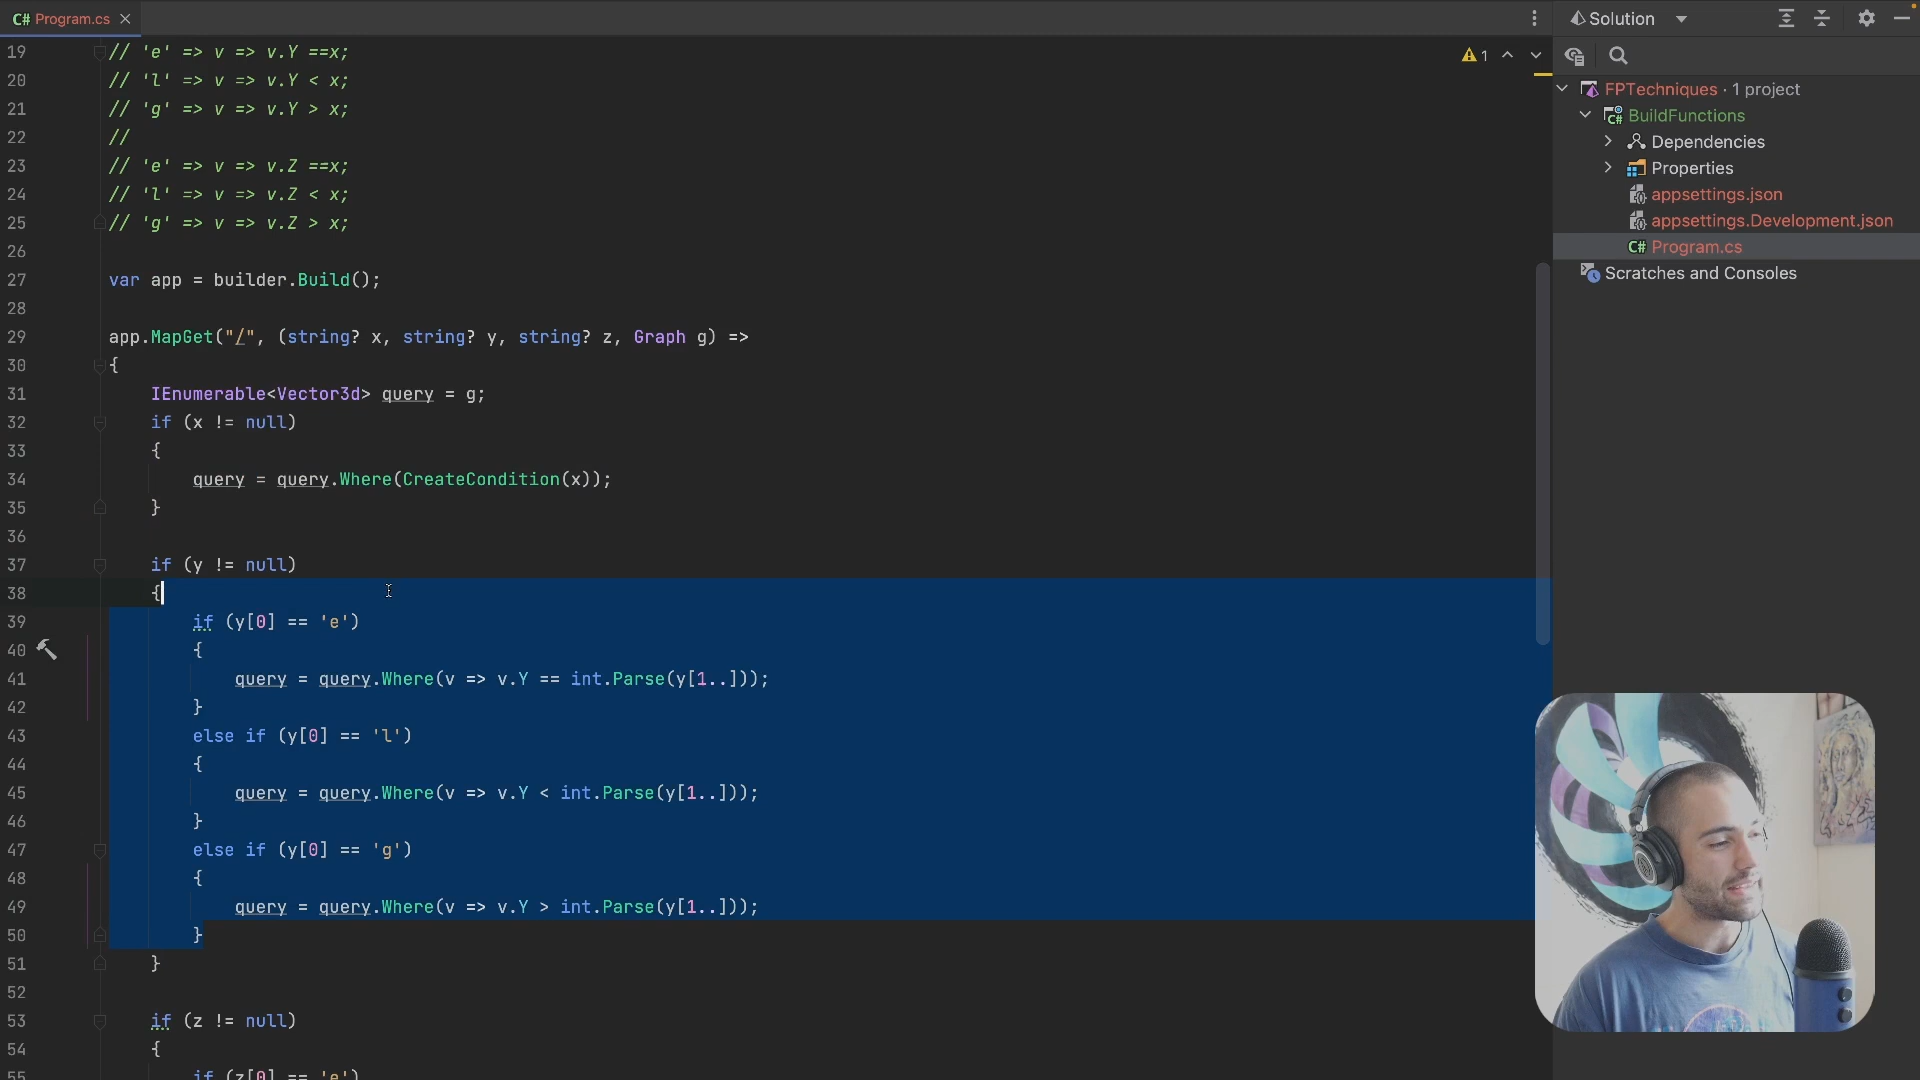 C# Program.cs
Solution
19 // 'e' => v => v.Y ==x;
20 // 'l' => v => v.Y < x;
21 // 'g' => v => v.Y > x;
22 //
23 // 'e' => v => v.Z ==x;
24 // 'l' => v => v.Z < x;
25 // 'g' => v => v.Z > x;
26
27 var app = builder.Build();
28
29 app.MapGet("/", (string? x, string? y, string? z, Graph g) =>
30 {
31     IEnumerable<Vector3d> query = g;
32     if (x != null)
33     {
34         query = query.Where(CreateCondition(x));
35     }
36
37     if (y != null)
38     {
39         if (y[0] == 'e')
40         {
41             query = query.Where(v => v.Y == int.Parse(y[1..]));
42         }
43         else if (y[0] == 'l')
44         {
45             query = query.Where(v => v.Y < int.Parse(y[1..]));
46         }
47         else if (y[0] == 'g')
48         {
49             query = query.Where(v => v.Y > int.Parse(y[1..]));
50         }
51     }
52
53     if (z != null)
54     {
55         if (z[0] == 'e')
1
FPTechniques · 1 project
C# BuildFunctions
Dependencies
Properties
appsettings.json
appsettings.Development.json
C# Program.cs
Scratches and Consoles